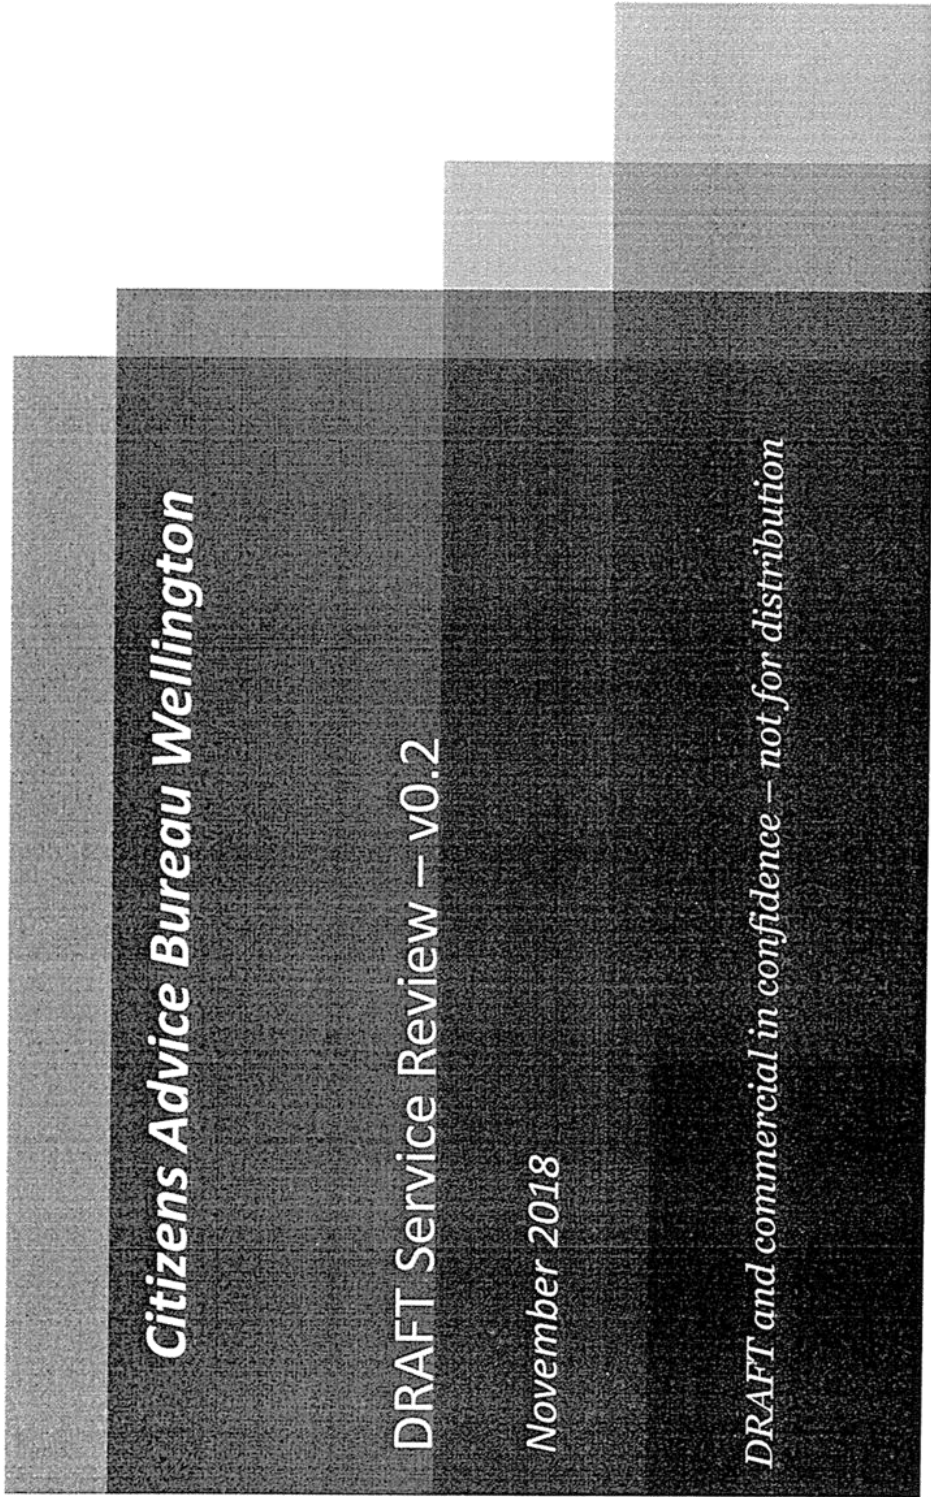 Citizens Advice Bureau Wellington
DRAFT Service Review – v0.2
November 2018
DRAFT and commercial in confidence – not for distribution